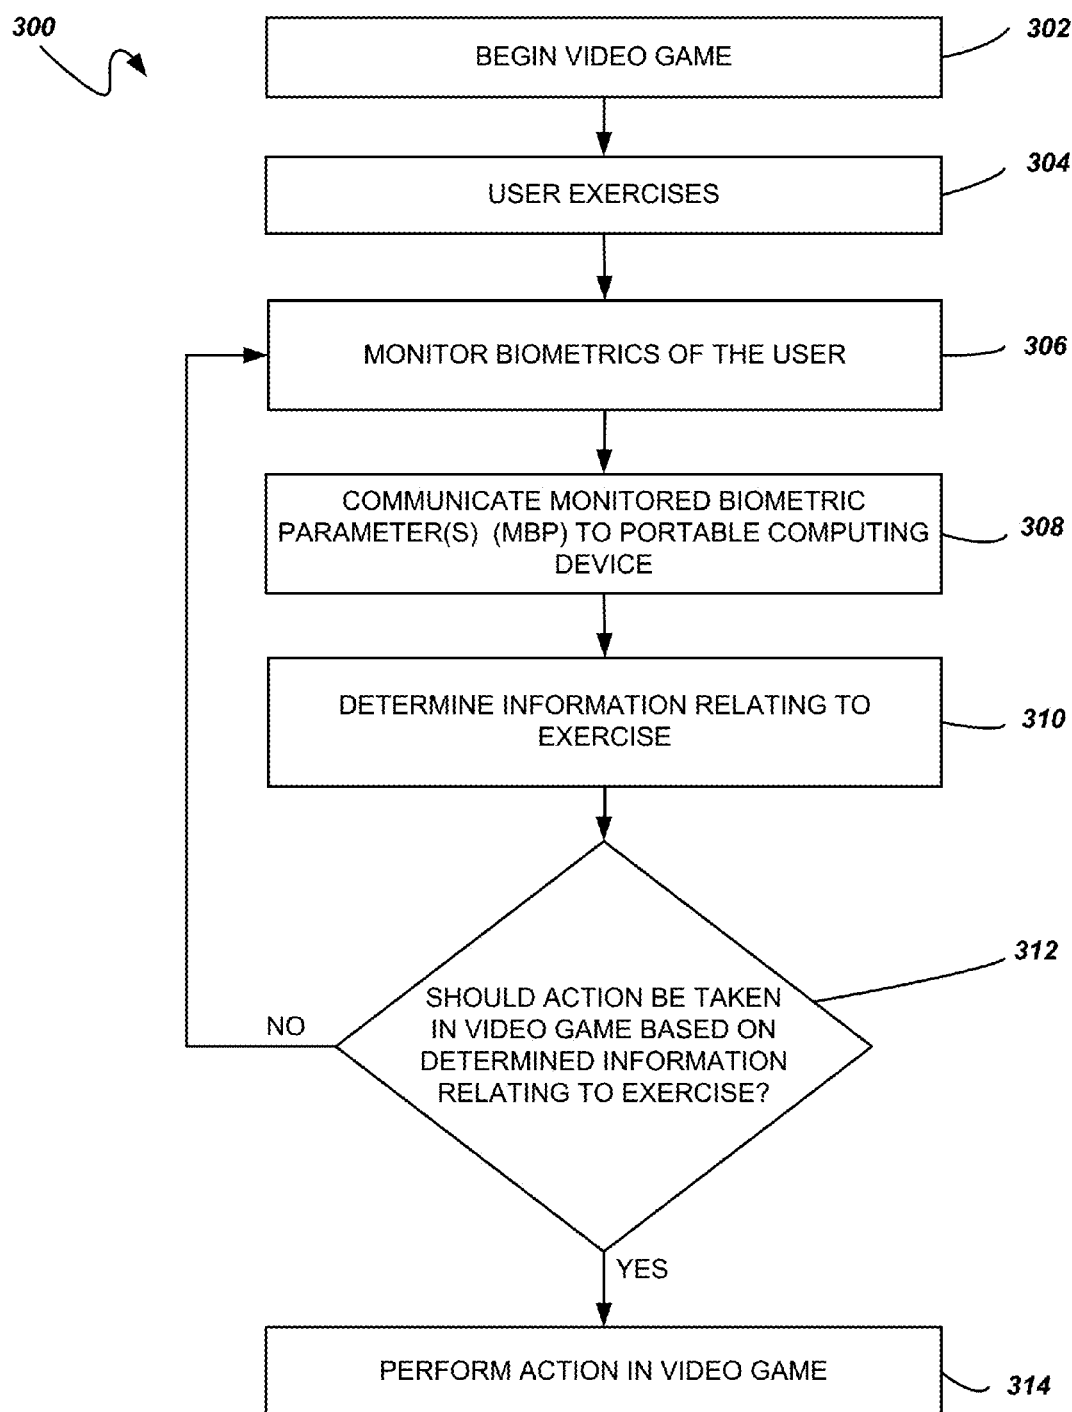 300
302
BEGIN VIDEO GAME
304
USER EXERCISES
306
MONITOR BIOMETRICS OF THE USER
COMMUNICATE MONITORED BIOMETRIC
PARAMETER(S) (MBP) TO PORTABLE COMPUTING
DEVICE
308
DETERMINE INFORMATION RELATING TO
EXERCISE
310
312
SHOULD ACTION BE TAKEN
IN VIDEO GAME BASED ON
DETERMINED INFORMATION
RELATING TO EXERCISE?
NO
YES
PERFORM ACTION IN VIDEO GAME
314